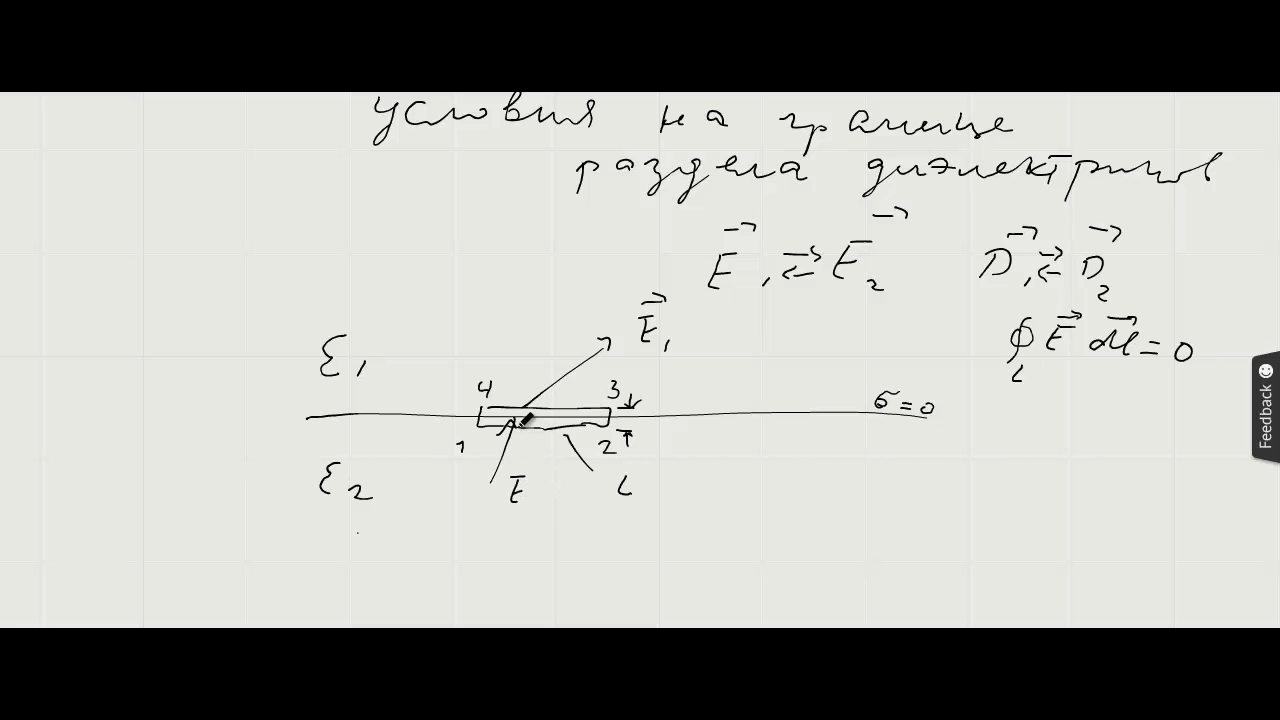 условия на границе
раздела диэлектриков
E⃗₁ ⇄ E⃗₂ D⃗₁ ⇄ D⃗₂
∮_L E⃗ dl⃗ = 0
E⃗₁
ε₁
4 3
σ=0
1 2
ε₂
E L
Feedback